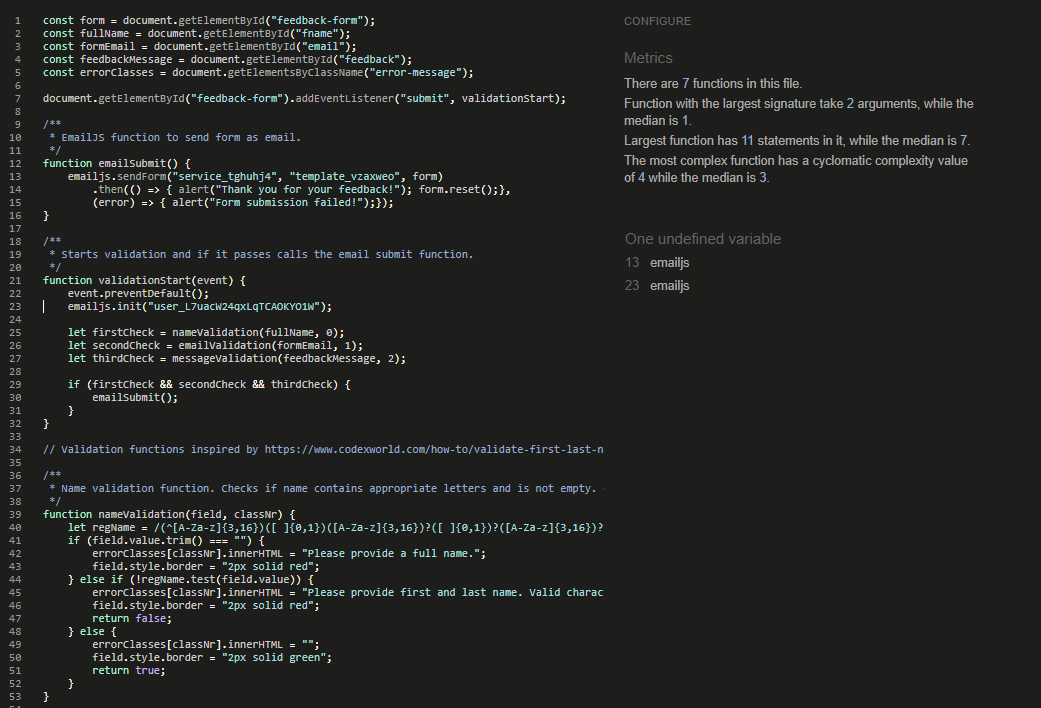 1 const form = document.getElementById("feedback-form");
2 const fullName = document.getElementById("fname");
3 const formEmail = document.getElementById("email");
4 const feedbackMessage = document.getElementById("feedback");
5 const errorClasses = document.getElementsByClassName("error-message");
6
7 document.getElementById("feedback-form").addEventListener("submit", validationStart);
8
9 /**
10 * EmailJS function to send form as email.
11 */
12 function emailSubmit() {
13 emailjs.sendForm("service_tghuhj4", "template_vzaxweo", form)
14 .then(() => { alert("Thank you for your feedback!"); form.reset();},
15 (error) => { alert("Form submission failed!");});
16 }
17
18 /**
19 * Starts validation and if it passes calls the email submit function.
20 */
21 function validationStart(event) {
22 event.preventDefault();
23 emailjs.init("user_L7uacW24qxLqTCAOKYO1W");
24
25 let firstCheck = nameValidation(fullName, 0);
26 let secondCheck = emailValidation(formEmail, 1);
27 let thirdCheck = messageValidation(feedbackMessage, 2);
28
29 if (firstCheck && secondCheck && thirdCheck) {
30 emailSubmit();
31 }
32 }
33
34 // Validation functions inspired by https://www.codexworld.com/how-to/validate-first-last-n
35
36 /**
37 * Name validation function. Checks if name contains appropriate letters and is not empty.
38 */
39 function nameValidation(field, classNr) {
40 let regName = /(^[A-Za-z]{3,16})([ ]{0,1})([A-Za-z]{3,16})?([ ]{0,1})?([A-Za-z]{3,16})?
41 if (field.value.trim() === "") {
42 errorClasses[classNr].innerHTML = "Please provide a full name.";
43 field.style.border = "2px solid red";
44 } else if (!regName.test(field.value)) {
45 errorClasses[classNr].innerHTML = "Please provide first and last name. Valid charac
46 field.style.border = "2px solid red";
47 return false;
48 } else {
49 errorClasses[classNr].innerHTML = "";
50 field.style.border = "2px solid green";
51 return true;
52 }
53 }
CONFIGURE
Metrics
There are 7 functions in this file.
Function with the largest signature take 2 arguments, while the
median is 1.
Largest function has 11 statements in it, while the median is 7.
The most complex function has a cyclomatic complexity value
of 4 while the median is 3.
One undefined variable
13 emailjs
23 emailjs